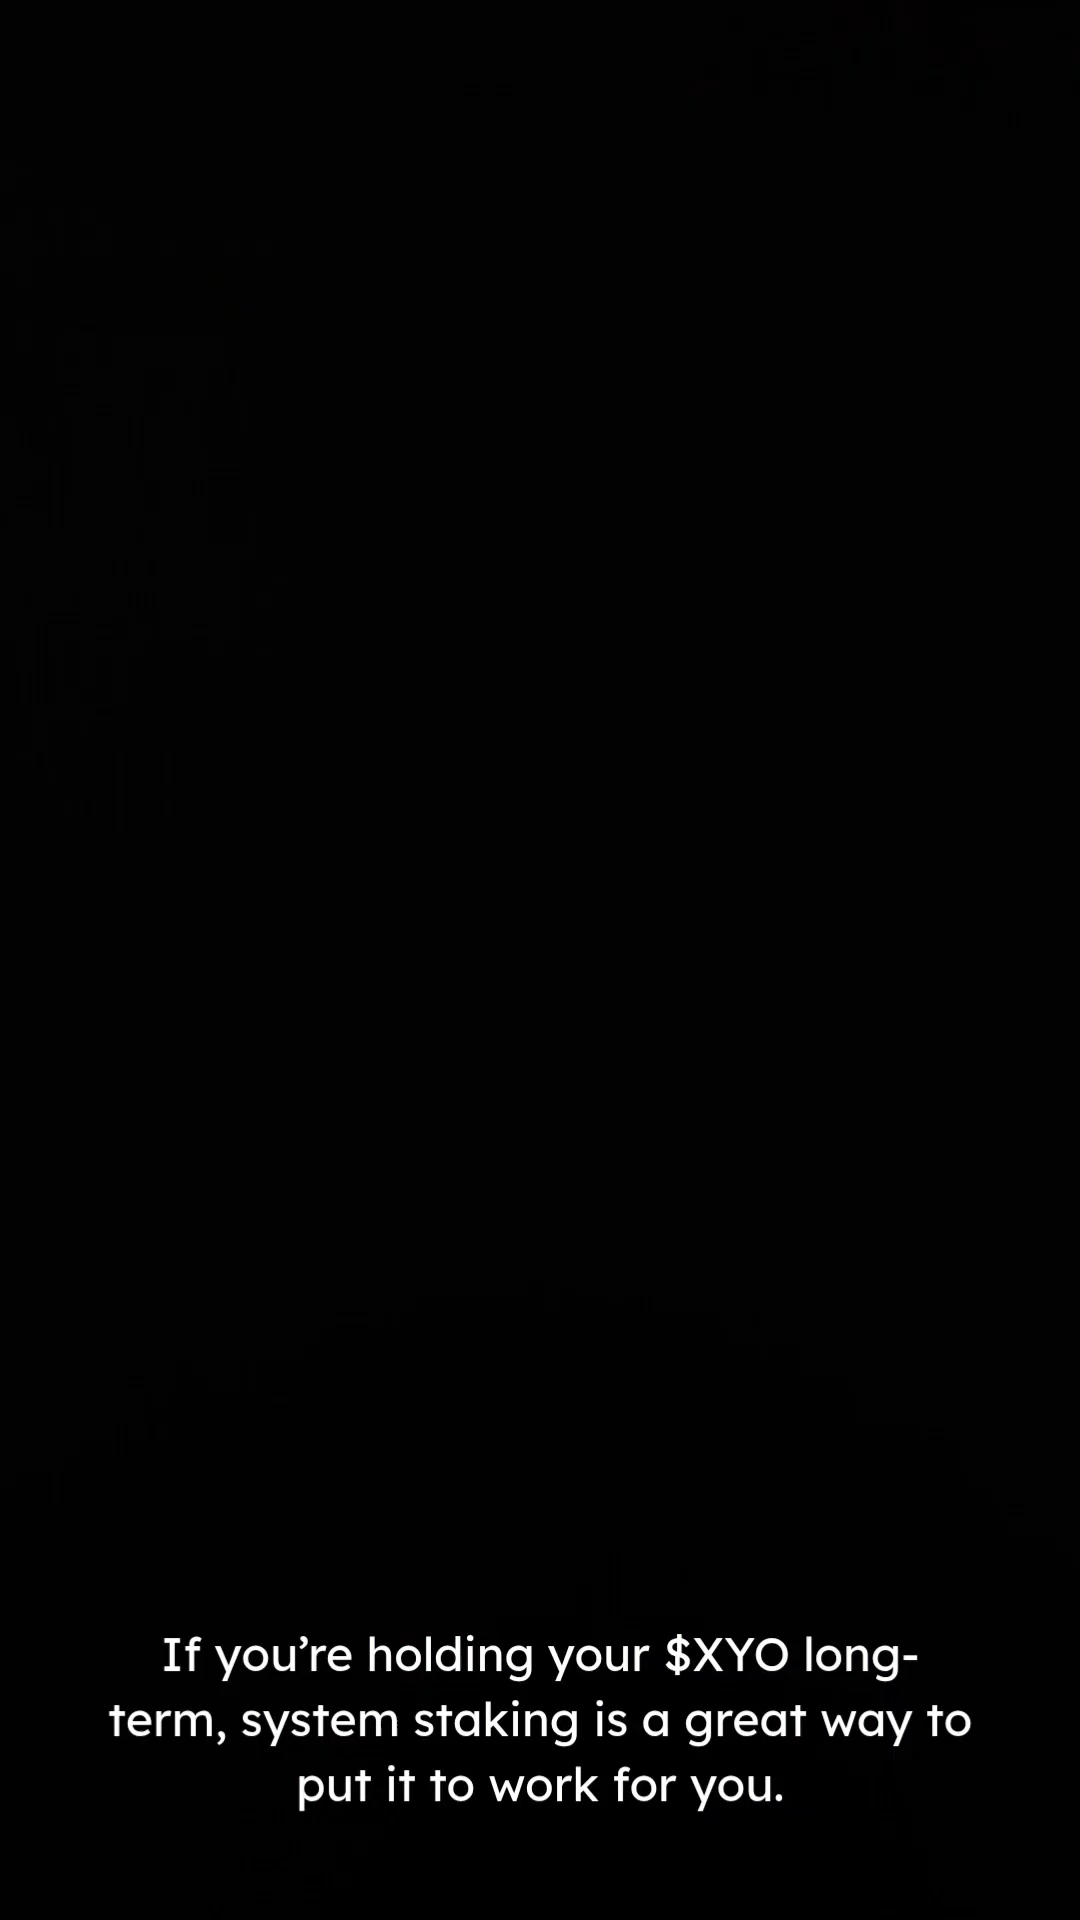 If you’re holding your $XYO long-
term, system staking is a great way to
put it to work for you.